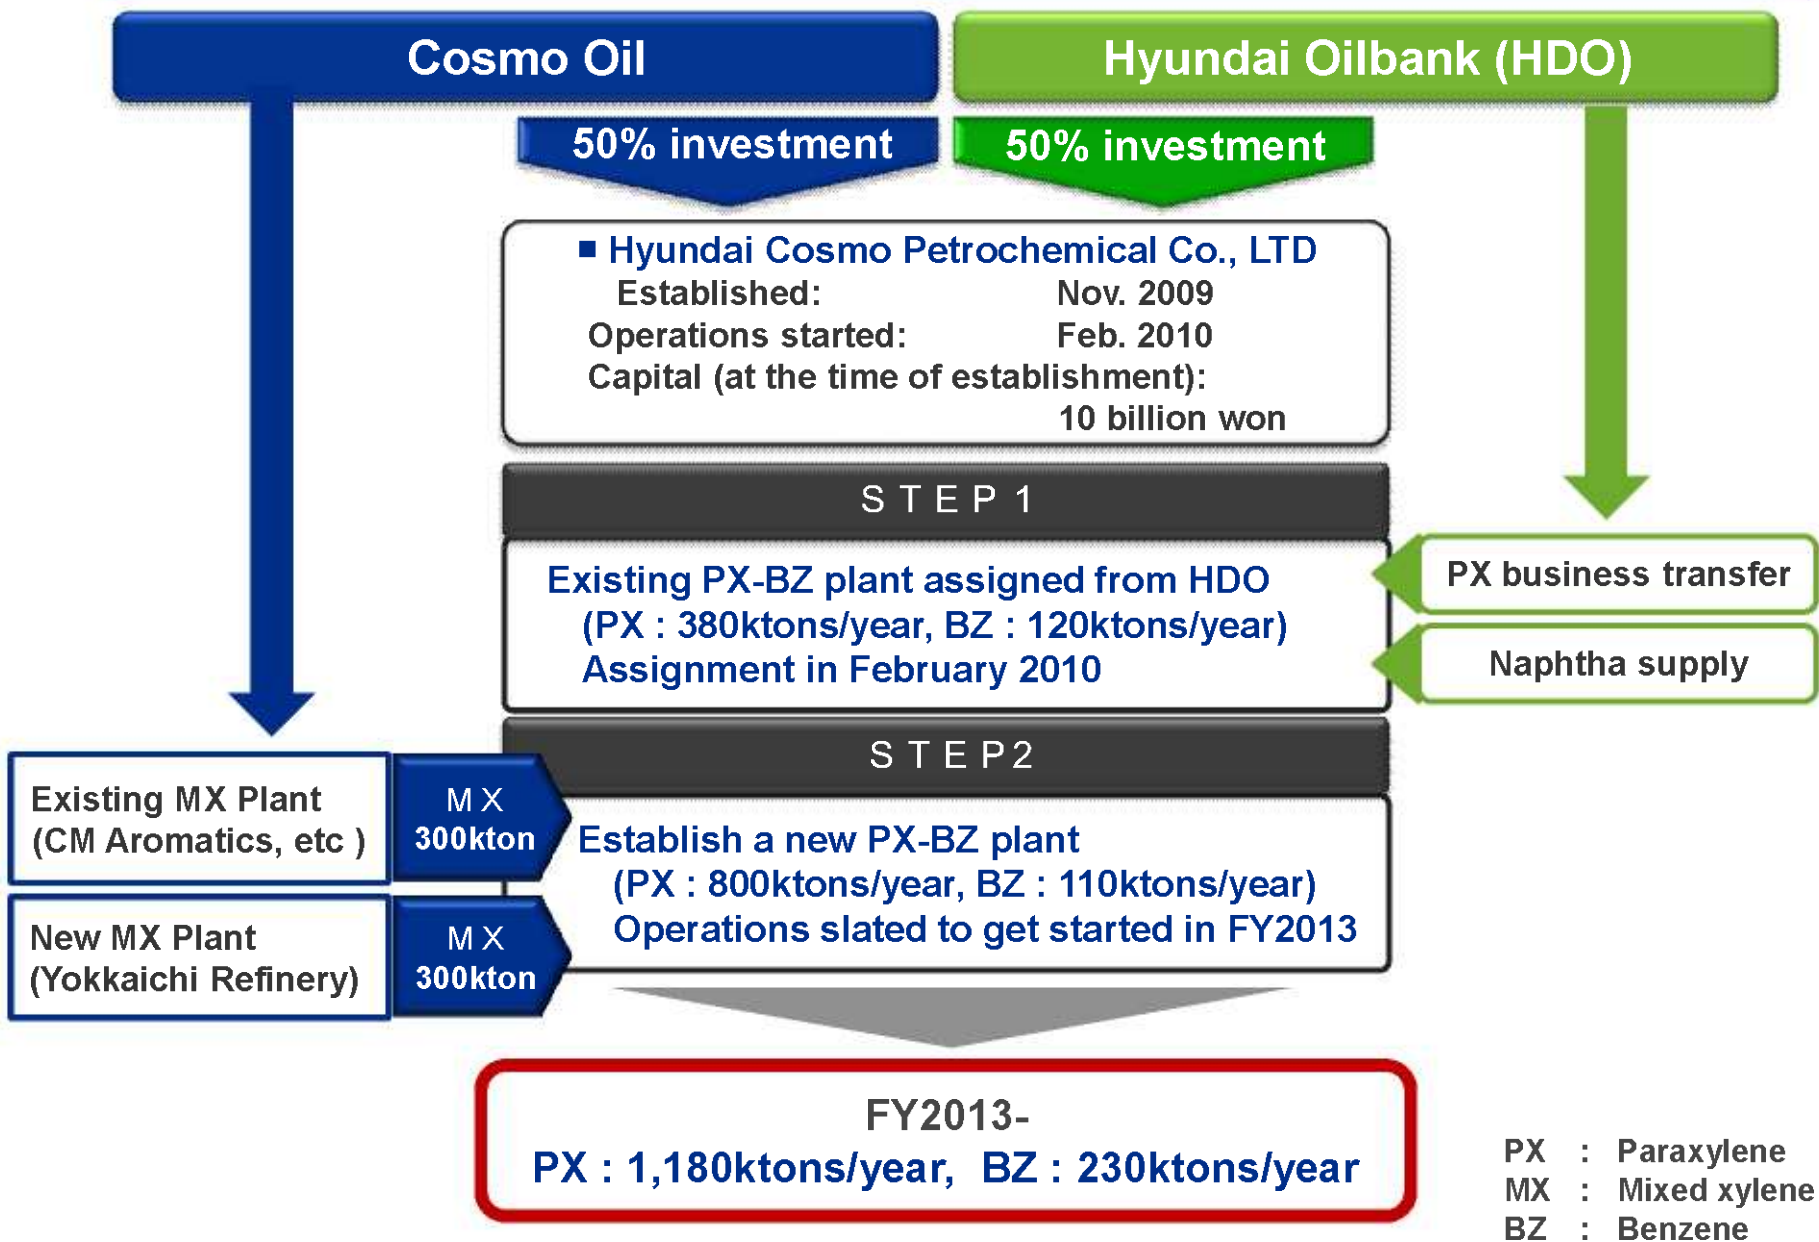 Cosmo Oil
Hyundai Oilbank (HDO)
50% investment
50% investment
■ Hyundai Cosmo Petrochemical Co., LTD
Established: Nov. 2009
Operations started: Feb. 2010
Capital (at the time of establishment):
10 billion won
STEP 1
Existing PX-BZ plant assigned from HDO
(PX : 380ktons/year, BZ : 120ktons/year)
Assignment in February 2010
PX business transfer
Naphtha supply
STEP2
Existing MX Plant
(CM Aromatics, etc )
MX
300kton
Establish a new PX-BZ plant
(PX : 800ktons/year, BZ : 110ktons/year)
Operations slated to get started in FY2013
New MX Plant
(Yokkaichi Refinery)
MX
300kton
FY2013-
PX : 1,180ktons/year, BZ : 230ktons/year
PX : Paraxylene
MX : Mixed xylene
BZ : Benzene